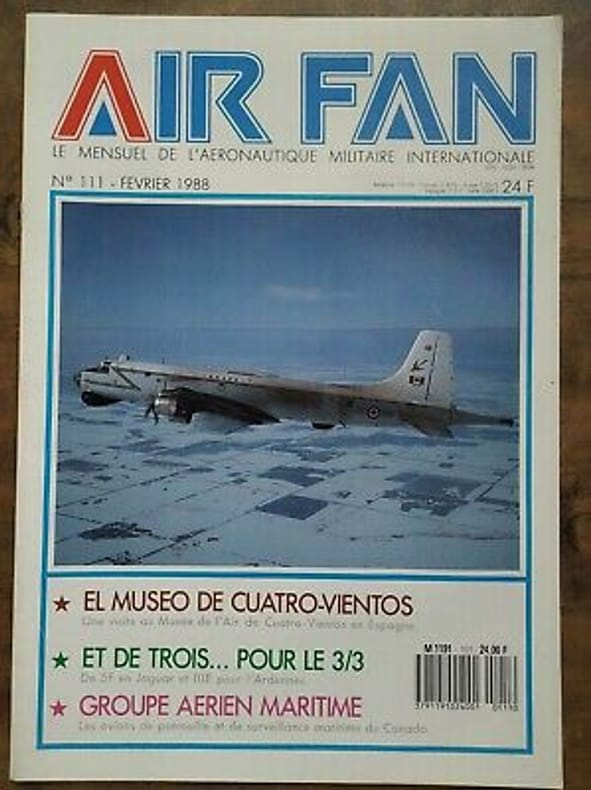 AIR FAN
LE MENSUEL DE L'AERONAUTIQUE MILITAIRE INTERNATIONALE
Nº 111 - FEVRIER 1988
24 F
★ EL MUSEO DE CUATRO-VIENTOS
Une visite au Musée de l'Air de Cuatro-Vientos en Espagne
★ ET DE TROIS... POUR LE 3/3
De 5F en Jaguar et IIIE pour l'Ardennes
M 1191 24,00 F
★ GROUPE AERIEN MARITIME
Les avions de patrouille et de surveillance maritime du Canada